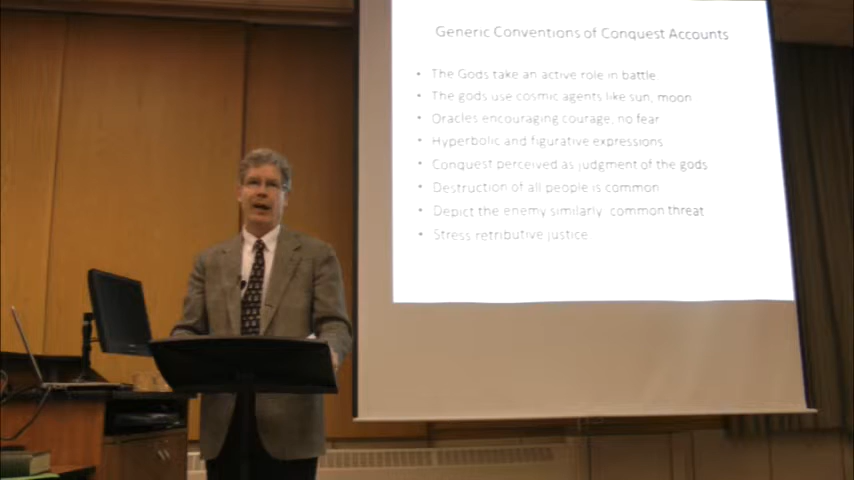 Generic Conventions of Conquest Accounts
• The Gods take an active role in battle.
• The gods use cosmic agents like sun, moon
• Oracles encouraging courage, no fear
• Hyperbolic and figurative expressions
• Conquest perceived as judgment of the gods
• Destruction of all people is common
• Depict the enemy similarly common threat
• Stress retributive justice